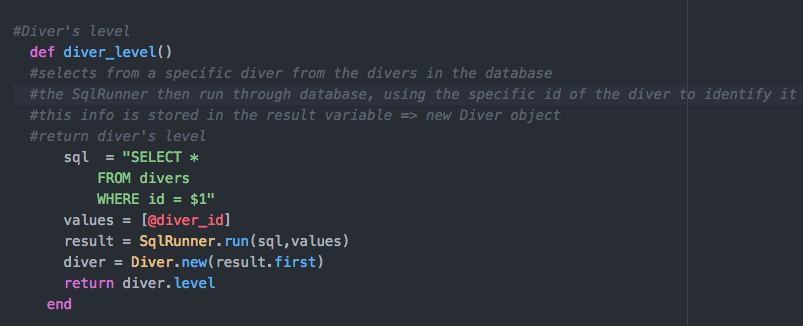 #Diver's level
def diver_level()
#selects from a specific diver from the divers in the database
#the SqlRunner then run through database, using the specific id of the diver to identify it
#this info is stored in the result variable => new Diver object
#return diver's level
sql = "SELECT *
FROM divers
WHERE id = $1"
values = [@diver_id]
result = SqlRunner.run(sql,values)
diver = Diver.new(result.first)
return diver.level
end